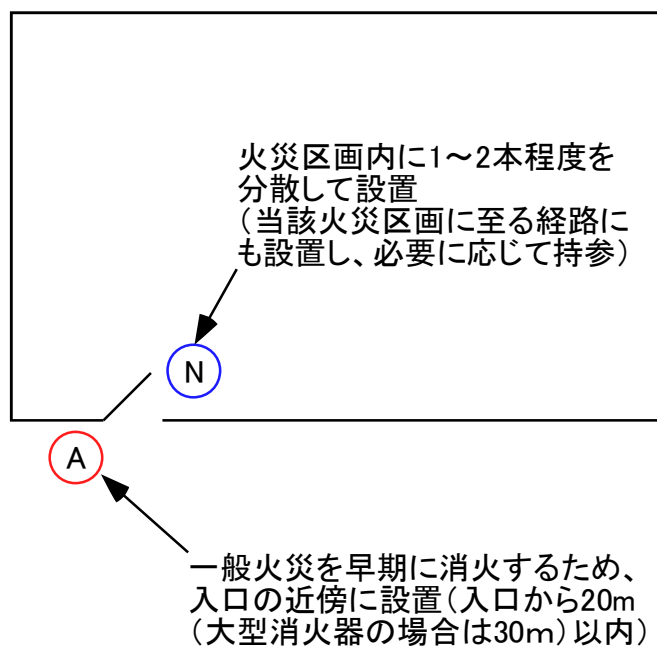 火災区画内に1～2本程度を
分散して設置
（当該火災区画に至る経路に
も設置し、必要に応じて持参）
N
A
一般火災を早期に消火するため、
入口の近傍に設置（入口から20m
（大型消火器の場合は30ｍ）以内）